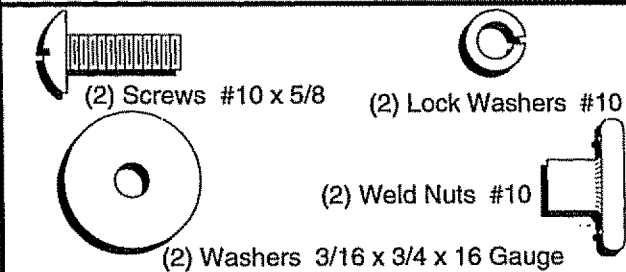 (2) Screws #10 x 5/8
(2) Lock Washers #10
(2) Weld Nuts #10
(2) Washers 3/16 x 3/4 x 16 Gauge